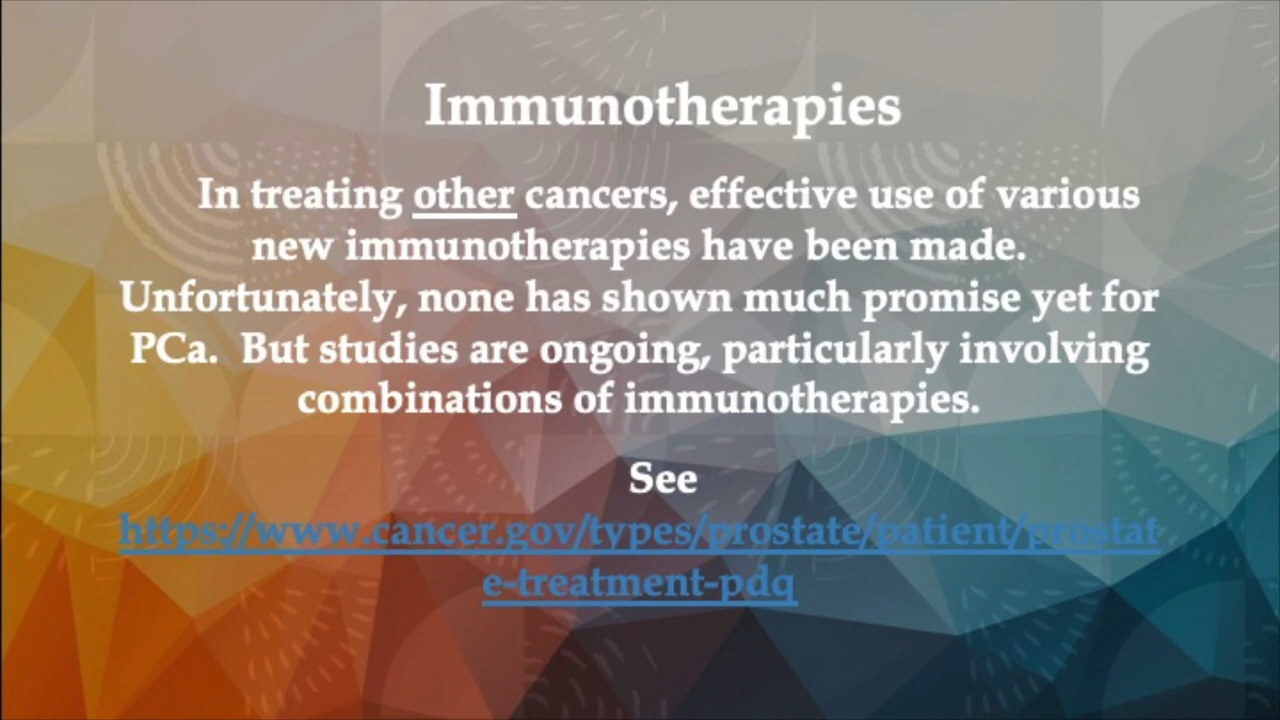 Immunotherapies
In treating other cancers, effective use of various
new immunotherapies have been made.
Unfortunately, none has shown much promise yet for
PCa.  But studies are ongoing, particularly involving
combinations of immunotherapies.
See
https://www.cancer.gov/types/prostate/patient/prostat
e-treatment-pdq